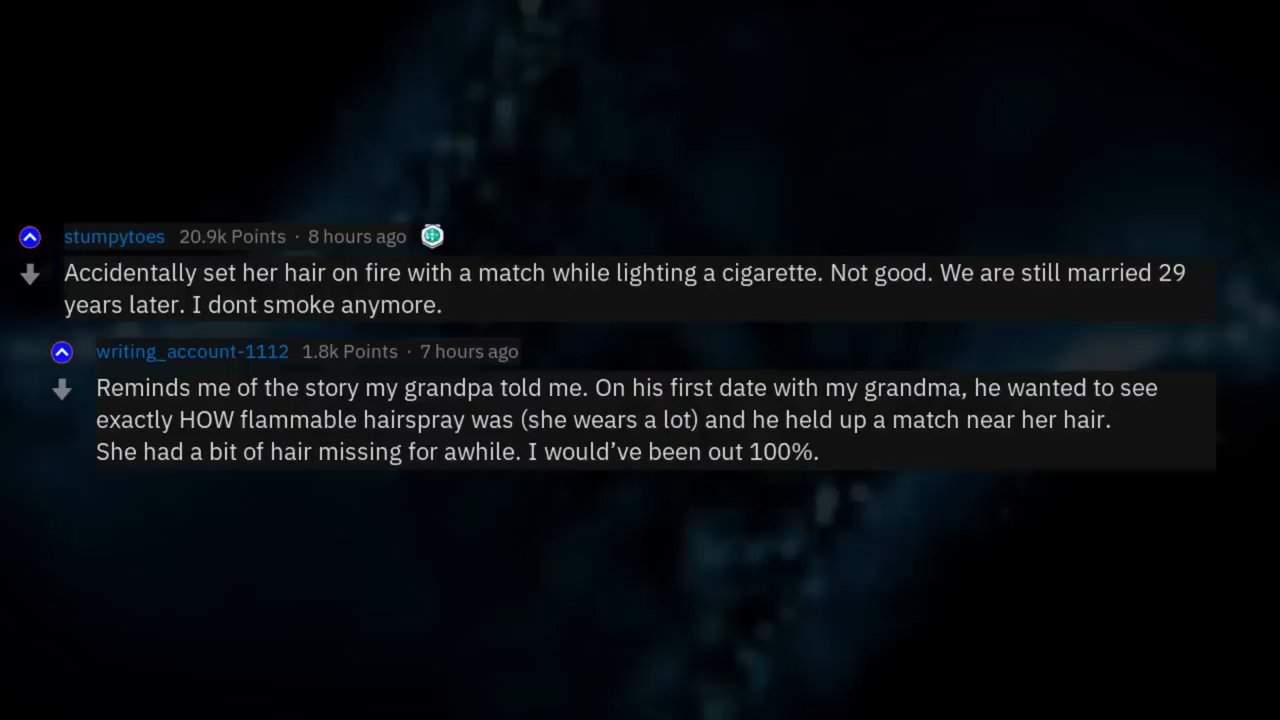 stumpytoes 20.9k Points · 8 hours ago
Accidentally set her hair on fire with a match while lighting a cigarette. Not good. We are still married 29
years later. I dont smoke anymore.
writing_account-1112 1.8k Points · 7 hours ago
Reminds me of the story my grandpa told me. On his first date with my grandma, he wanted to see
exactly HOW flammable hairspray was (she wears a lot) and he held up a match near her hair.
She had a bit of hair missing for awhile. I would’ve been out 100%.